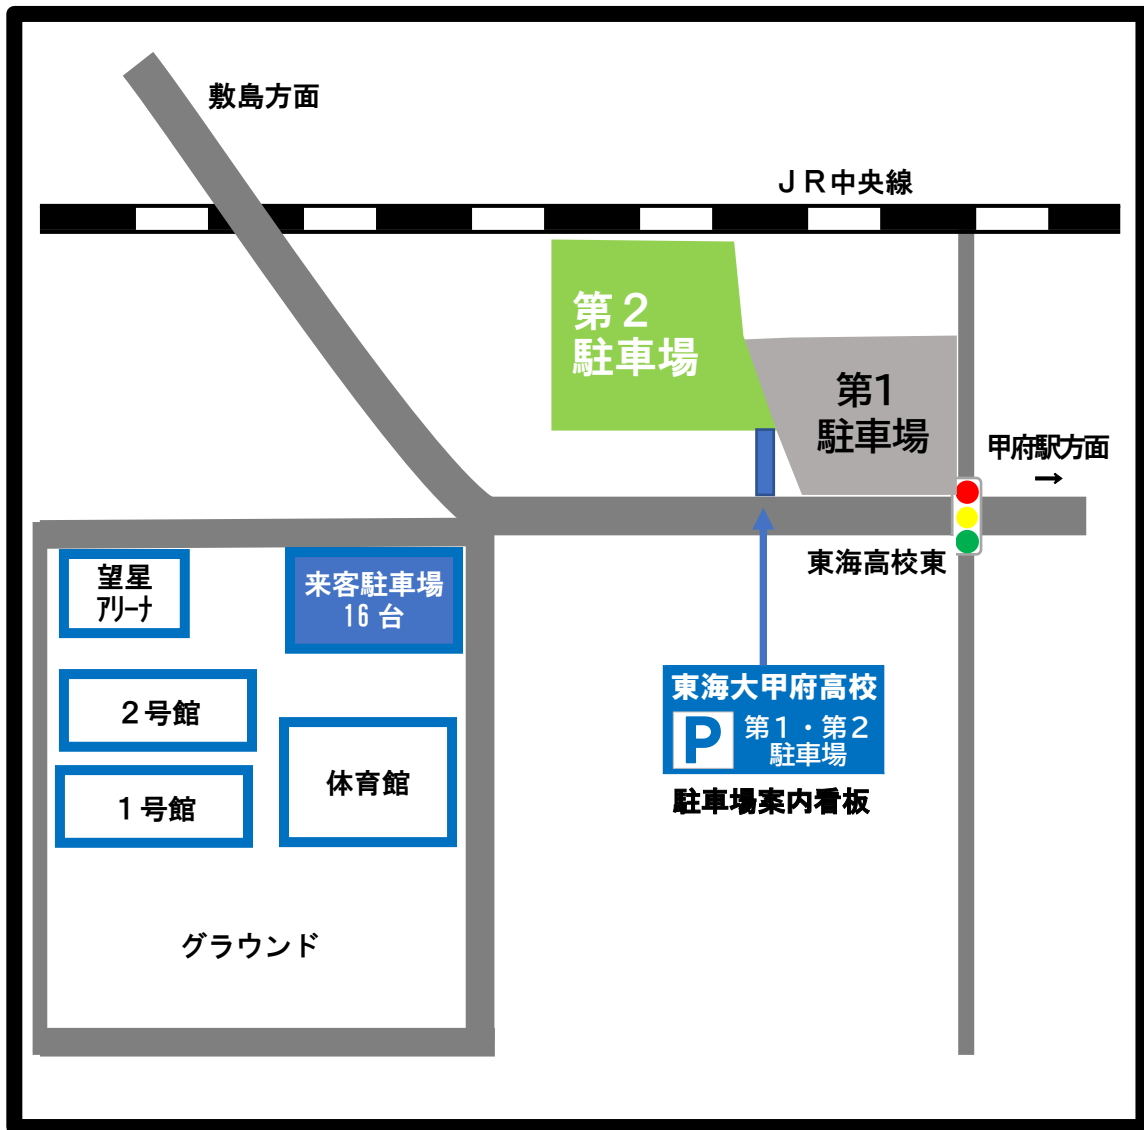 敷島方面
ＪＲ中央線
第２
駐車場
第1
駐車場
甲府駅方面
→
東海高校東
望星
アリーナ
来客駐車場
16 台
２号館
１号館
体育館
東海大甲府高校
P
第１・第２
駐車場
駐車場案内看板
グラウンド